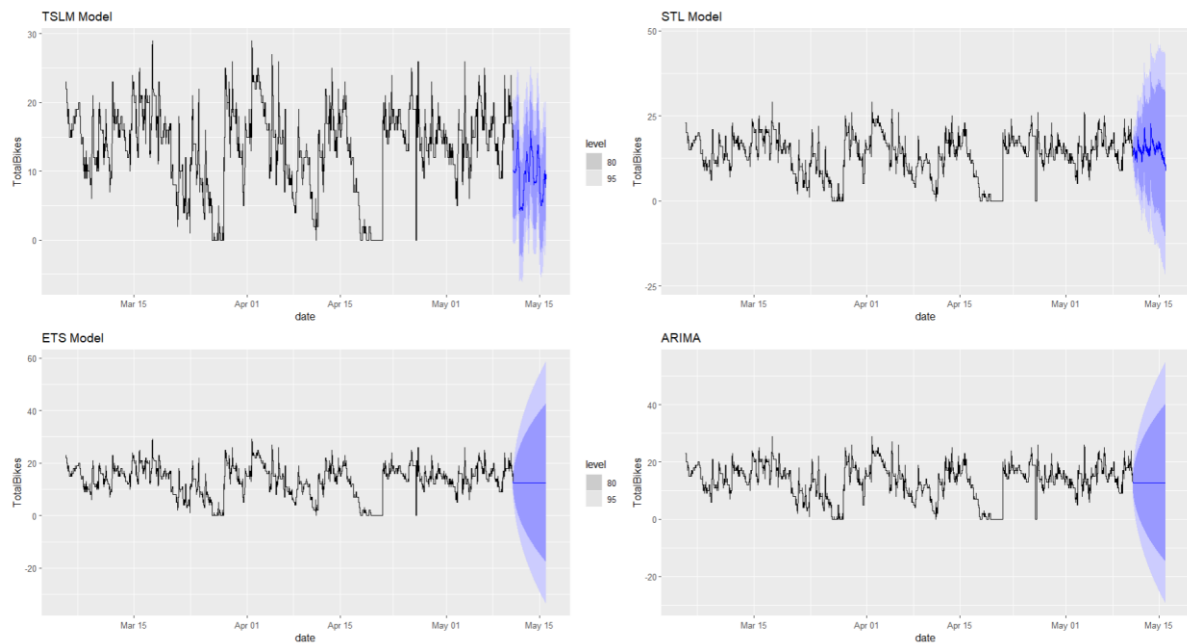 TSLM Model
30
20
10
0
TotalBikes
Mar 15
Apr 01
Apr 15
May 01
May 15
date
level
80
95
STL Model
50
25
0
-25
TotalBikes
Mar 15
Apr 01
Apr 15
May 01
May 15
date
ETS Model
60
40
20
0
-20
TotalBikes
Mar 15
Apr 01
Apr 15
May 01
May 15
date
level
80
95
ARIMA
40
20
0
-20
TotalBikes
Mar 15
Apr 01
Apr 15
May 01
May 15
date